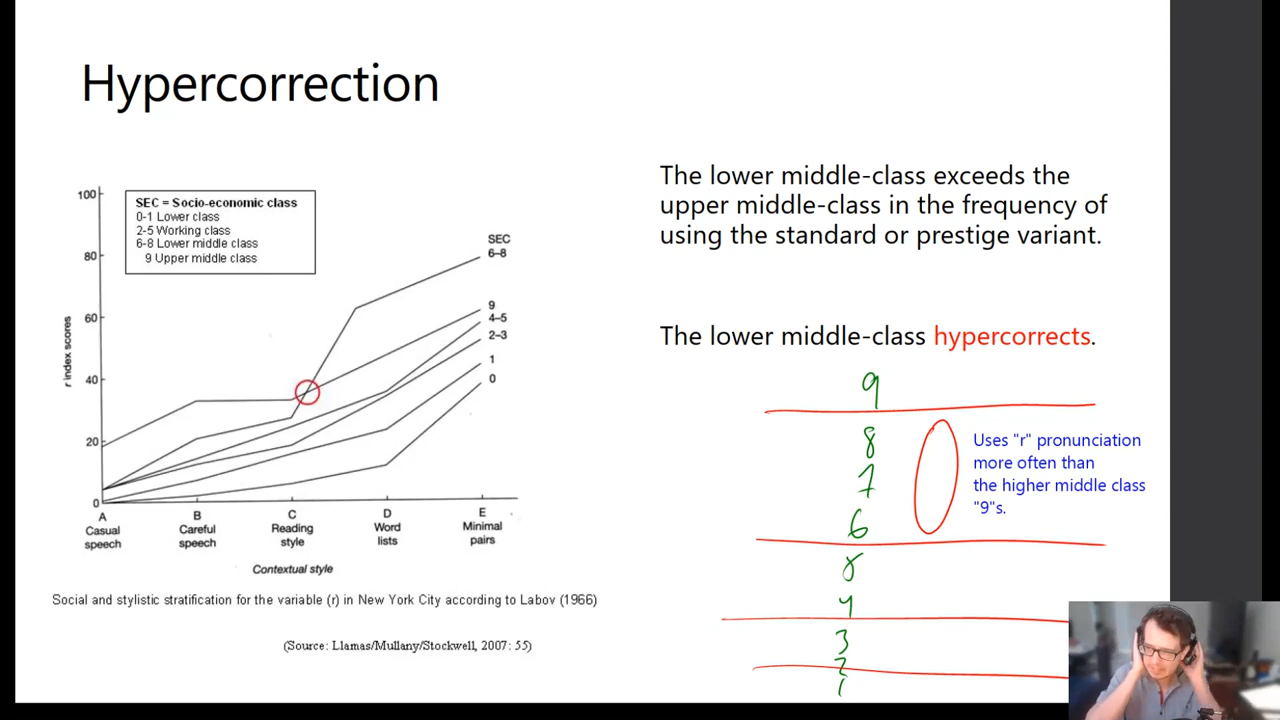 Hypercorrection
The lower middle-class exceeds the
upper middle-class in the frequency of
using the standard or prestige variant.
The lower middle-class hypercorrects.
SEC = Socio-economic class
0-1 Lower class
2-5 Working class
6-8 Lower middle class
9 Upper middle class
r index scores
100
80
60
40
20
0
SEC
6–8
9
4–5
2–3
1
0
A
Casual
speech
B
Careful
speech
C
Reading
style
D
Word
lists
E
Minimal
pairs
Contextual style
Social and stylistic stratification for the variable (r) in New York City according to Labov (1966)
(Source: Llamas/Mullany/Stockwell, 2007: 55)
9
8
7
6
4
3
2
1
Uses "r" pronunciation
more often than
the higher middle class
"9"s.